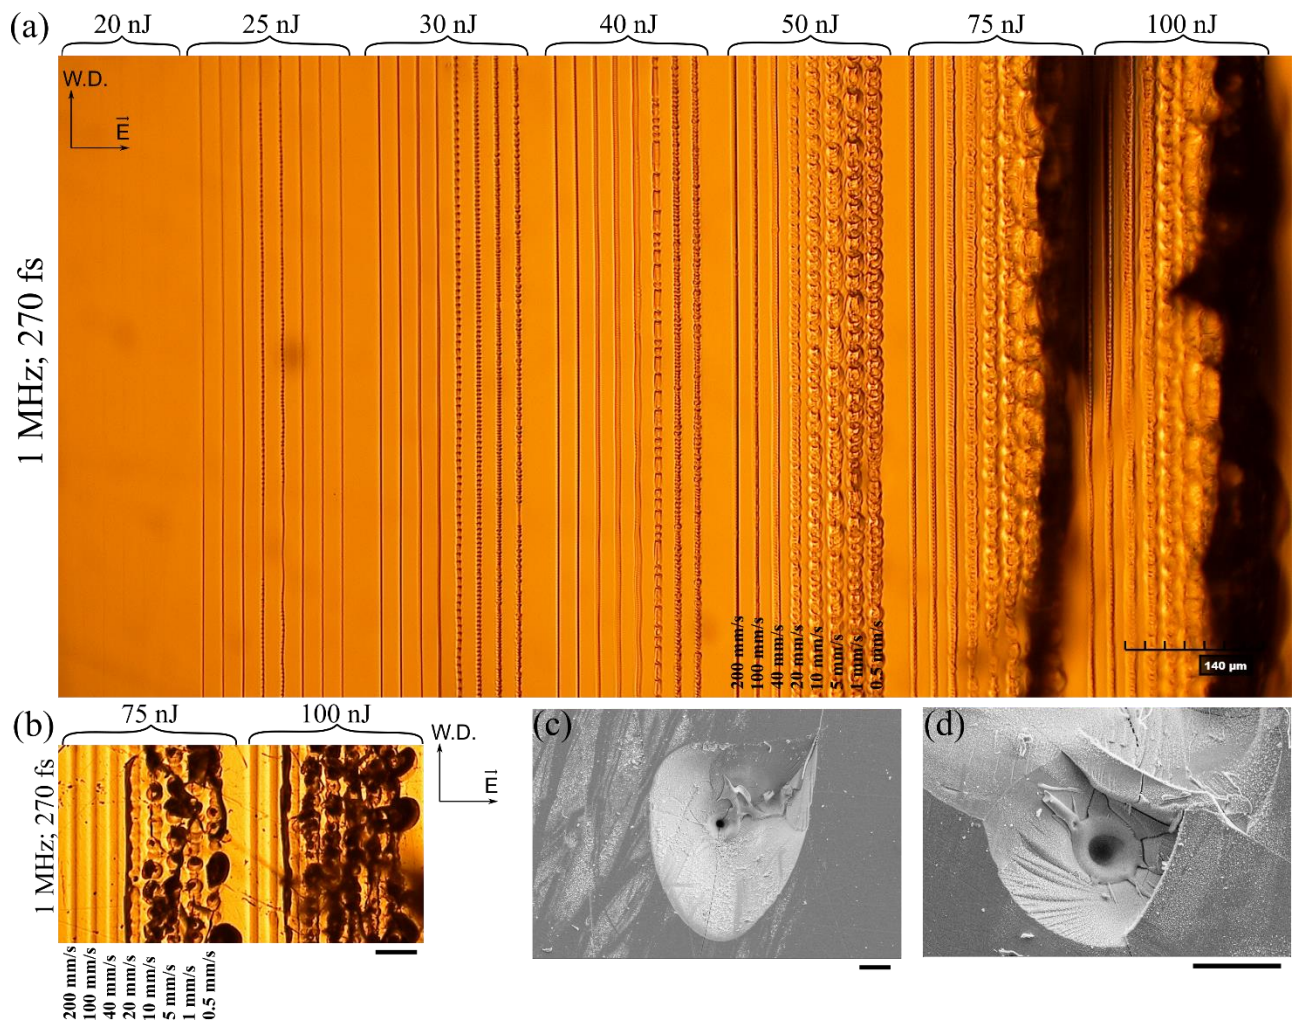 (a)
20 nJ 25 nJ 30 nJ 40 nJ 50 nJ 75 nJ 100 nJ
W.D.
E
1 MHz; 270 fs
200 mm/s
100 mm/s
40 mm/s
20 mm/s
10 mm/s
5 mm/s
1 mm/s
0.5 mm/s
140 µm
(b)
75 nJ 100 nJ
W.D.
E
1 MHz; 270 fs
200 mm/s
100 mm/s
40 mm/s
20 mm/s
10 mm/s
5 mm/s
1 mm/s
0.5 mm/s
(c)
(d)